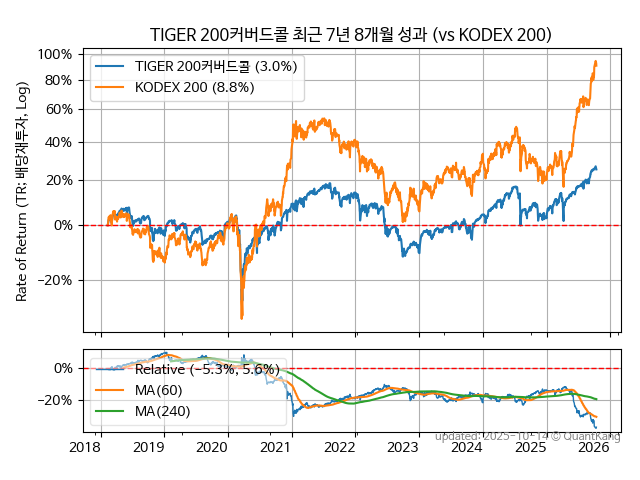 TIGER 200커버드콜 최근 7년 8개월 성과 (vs KODEX 200)
Rate of Return (TR: 배당재투자, Log)
100%
80%
60%
40%
20%
0%
−20%
TIGER 200커버드콜 (3.0%)
KODEX 200 (8.8%)
0%
−20%
Relative (−5.3%, 5.6%)
MA(60)
MA(240)
2018 2019 2020 2021 2022 2023 2024 2025 2026
updated: 2025-10-14 © QuantKang